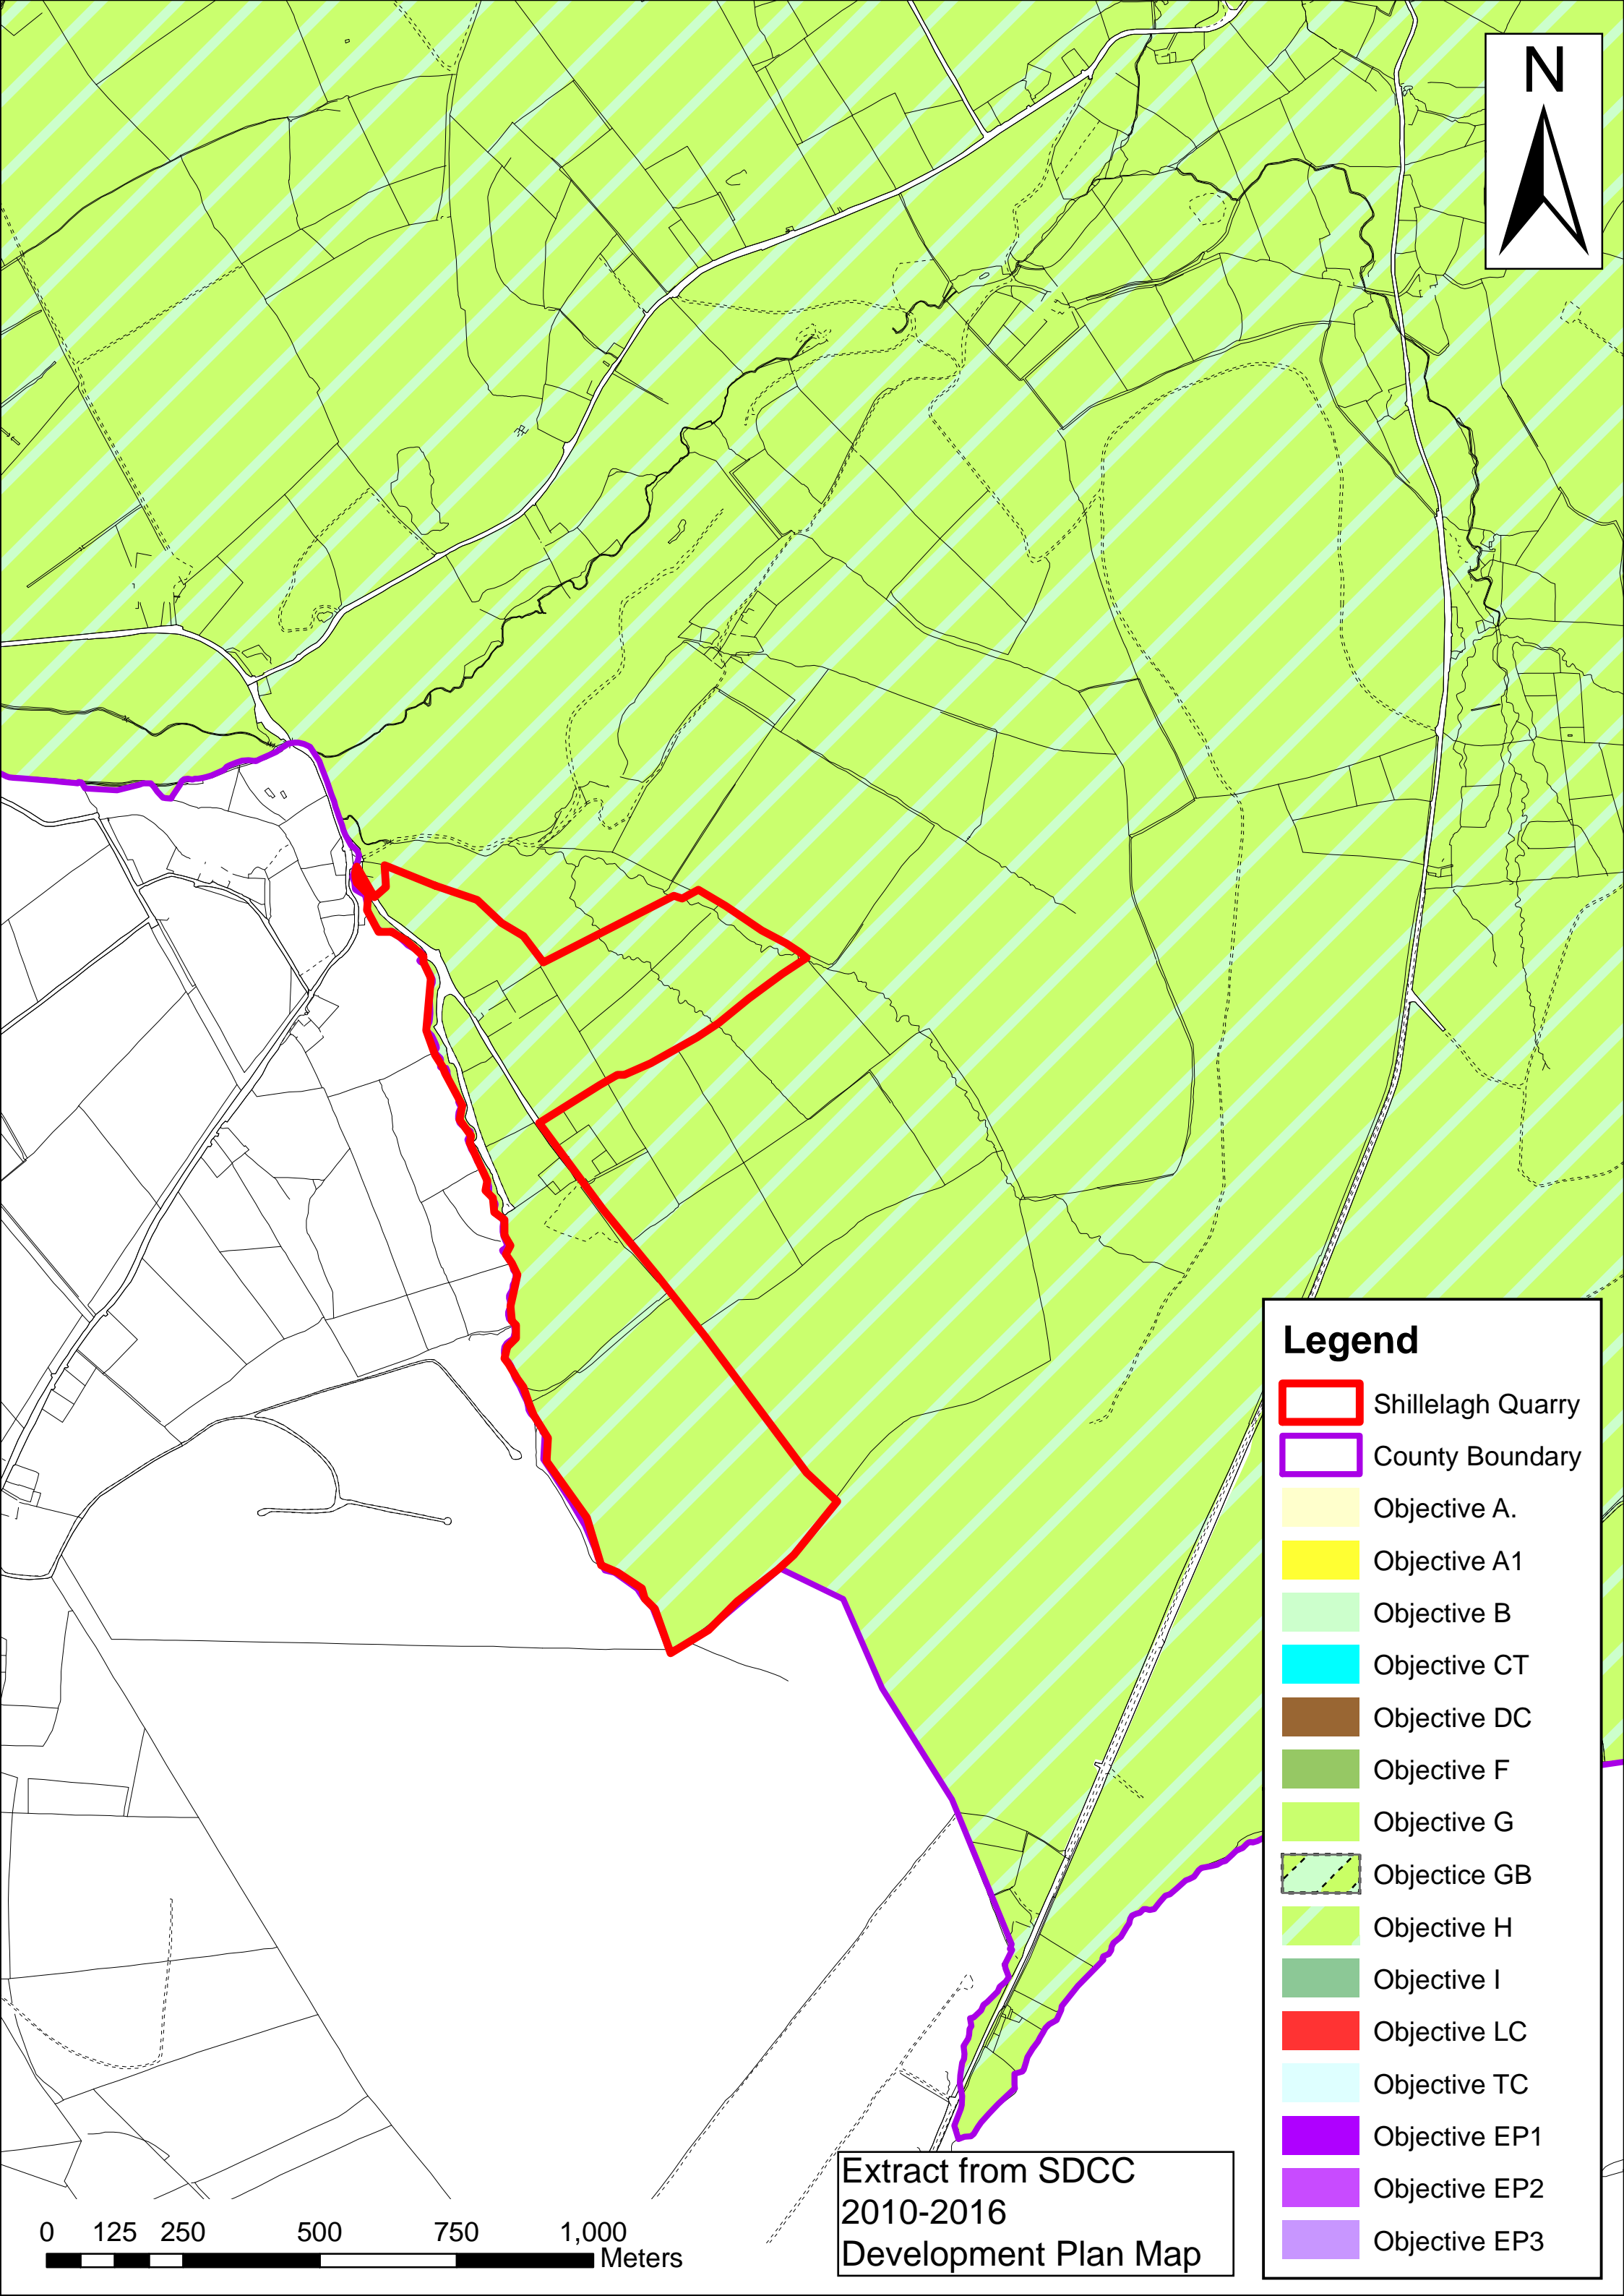 N
Legend
Shillelagh Quarry
County Boundary
Objective A.
Objective A1
Objective B
Objective CT
Objective DC
Objective F
Objective G
Objectice GB
Objective H
Objective I
Objective LC
Objective TC
Objective EP1
Objective EP2
Objective EP3
Extract from SDCC
2010-2016
Development Plan Map
0 125 250 500 750 1,000
Meters